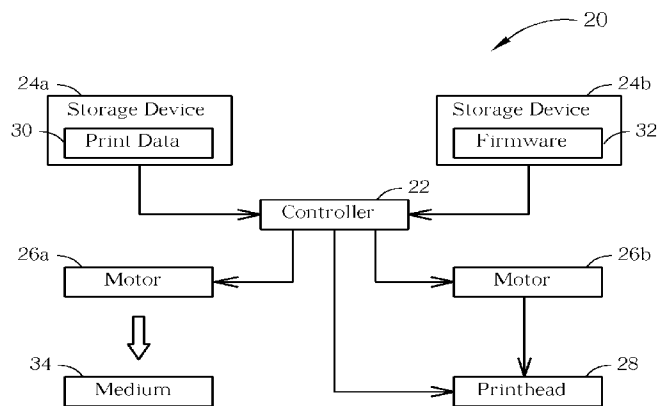 20
24a
24b
Storage Device
Storage Device
30
Print Data
Firmware
32
22
Controller
26a
26b
Motor
Motor
34
28
Medium
Printhead